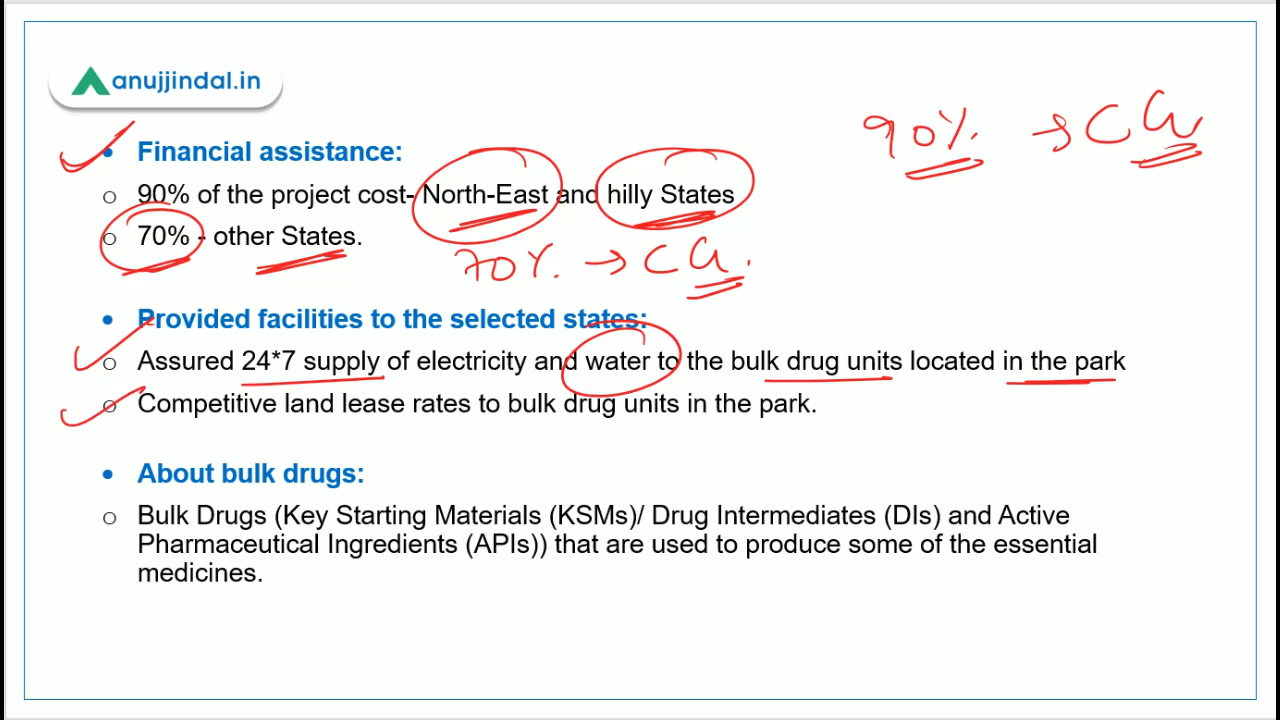 anujjindal.in
90% → CG
• Financial assistance:
o 90% of the project cost- North-East and hilly States
o 70% - other States.
70% → CG.
• Provided facilities to the selected states:
o Assured 24*7 supply of electricity and water to the bulk drug units located in the park
o Competitive land lease rates to bulk drug units in the park.
• About bulk drugs:
o Bulk Drugs (Key Starting Materials (KSMs)/ Drug Intermediates (DIs) and Active
Pharmaceutical Ingredients (APIs)) that are used to produce some of the essential
medicines.